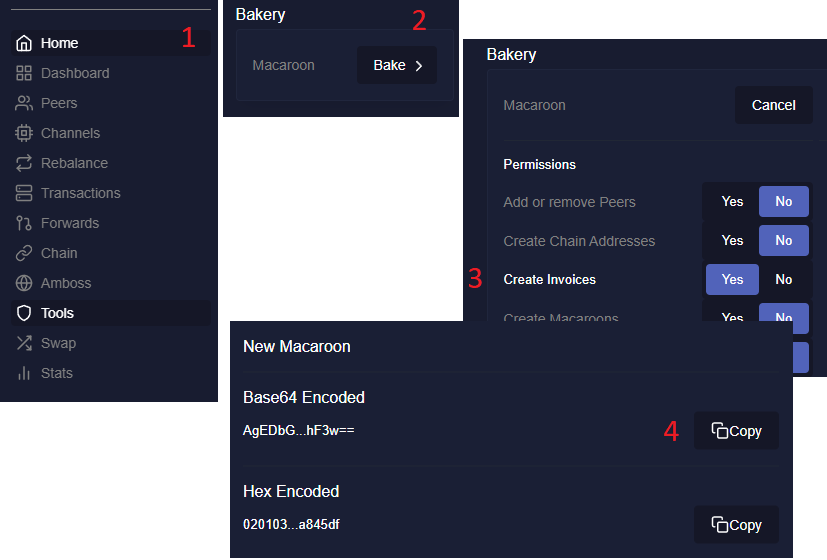 1
Home
Dashboard
Peers
Channels
Rebalance
Transactions
Forwards
Chain
Amboss
Tools
Swap
Stats
Bakery
2
Macaroon
Bake
Bakery
Macaroon
Cancel
Permissions
Add or remove Peers Yes No
Create Chain Addresses Yes No
3 Create Invoices Yes No
Create Macaroons Yes No
New Macaroon
Base64 Encoded
AgEDbG...hF3w==
4
Copy
Hex Encoded
020103...a845df
Copy